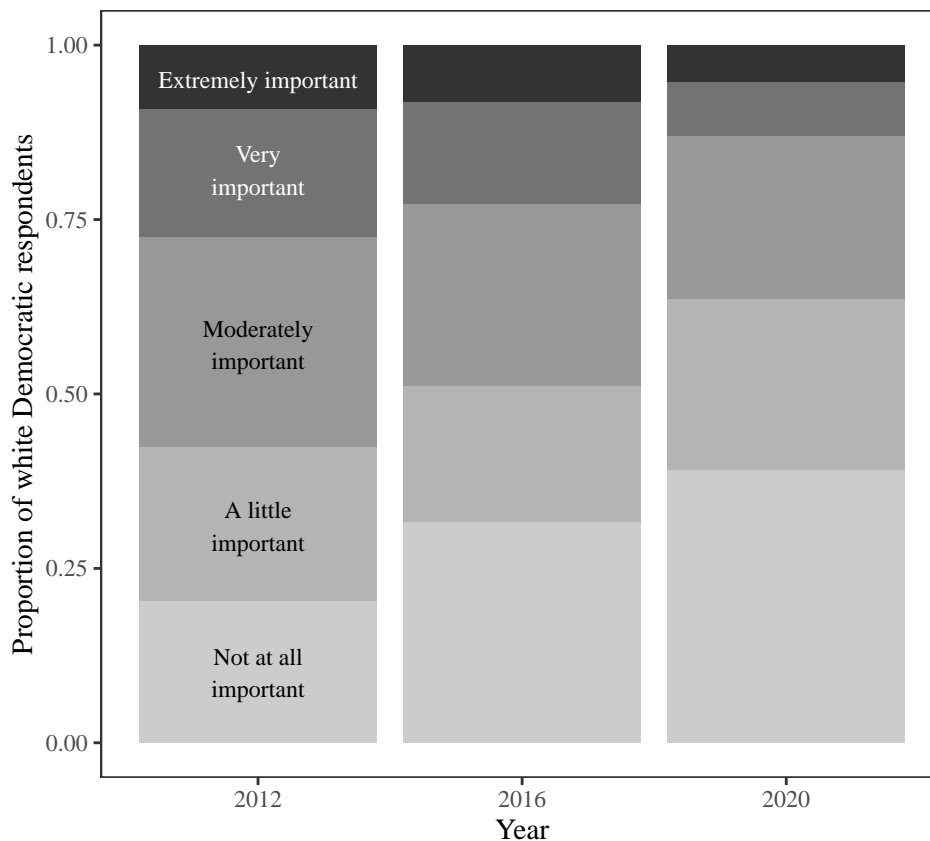 1.00
0.75
0.50
0.25
0.00
Proportion of white Democratic respondents
Extremely important
Very
important
Moderately
important
A little
important
Not at all
important
2012
2016
2020
Year